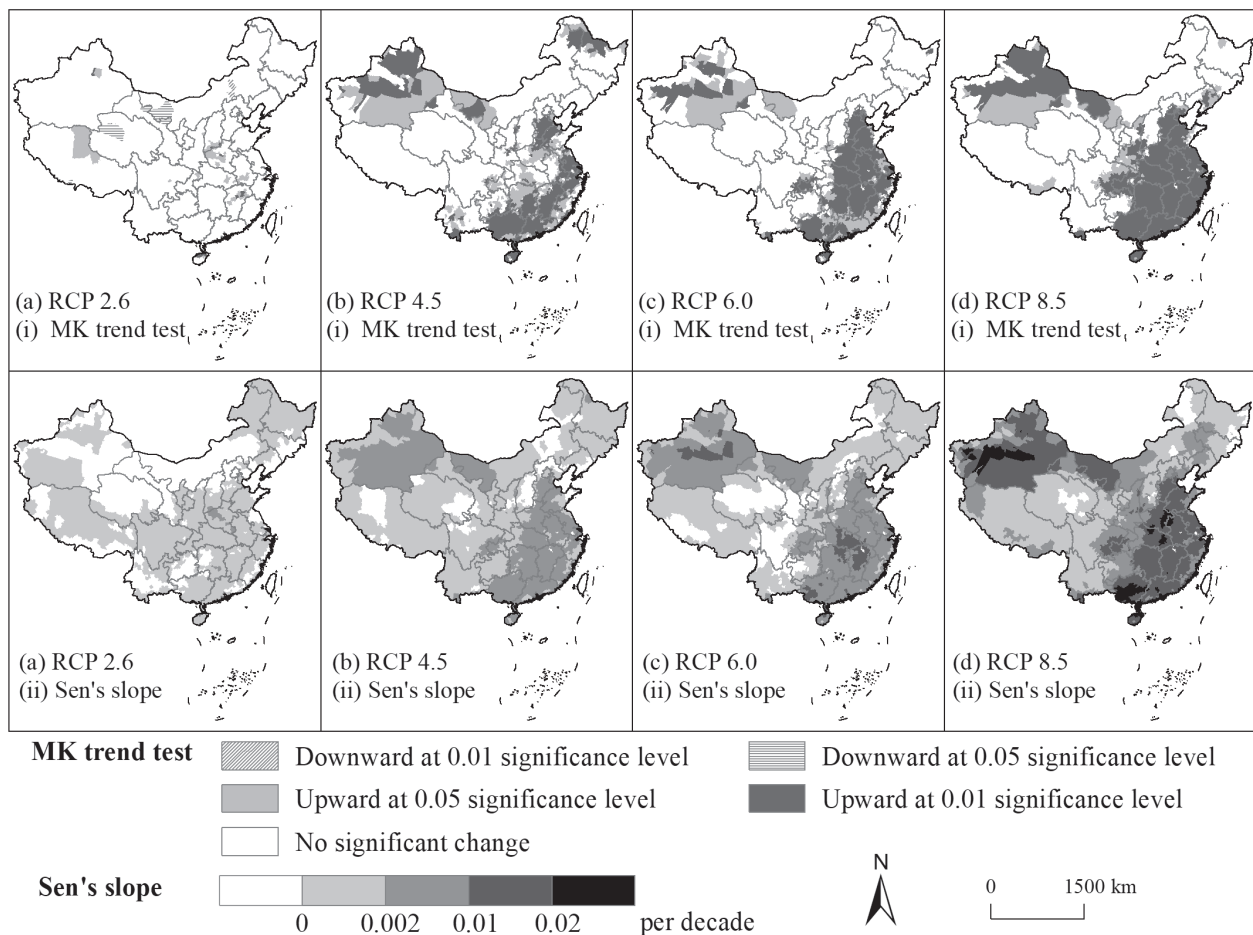 (a) RCP 2.6
(i) MK trend test
(b) RCP 4.5
(i) MK trend test
(c) RCP 6.0
(i) MK trend test
(d) RCP 8.5
(i) MK trend test
(a) RCP 2.6
(ii) Sen's slope
(b) RCP 4.5
(ii) Sen's slope
(c) RCP 6.0
(ii) Sen's slope
(d) RCP 8.5
(ii) Sen's slope
MK trend test
Downward at 0.01 significance level
Downward at 0.05 significance level
Upward at 0.05 significance level
Upward at 0.01 significance level
No significant change
Sen's slope
0 0.002 0.01 0.02 per decade
N
0 1500 km